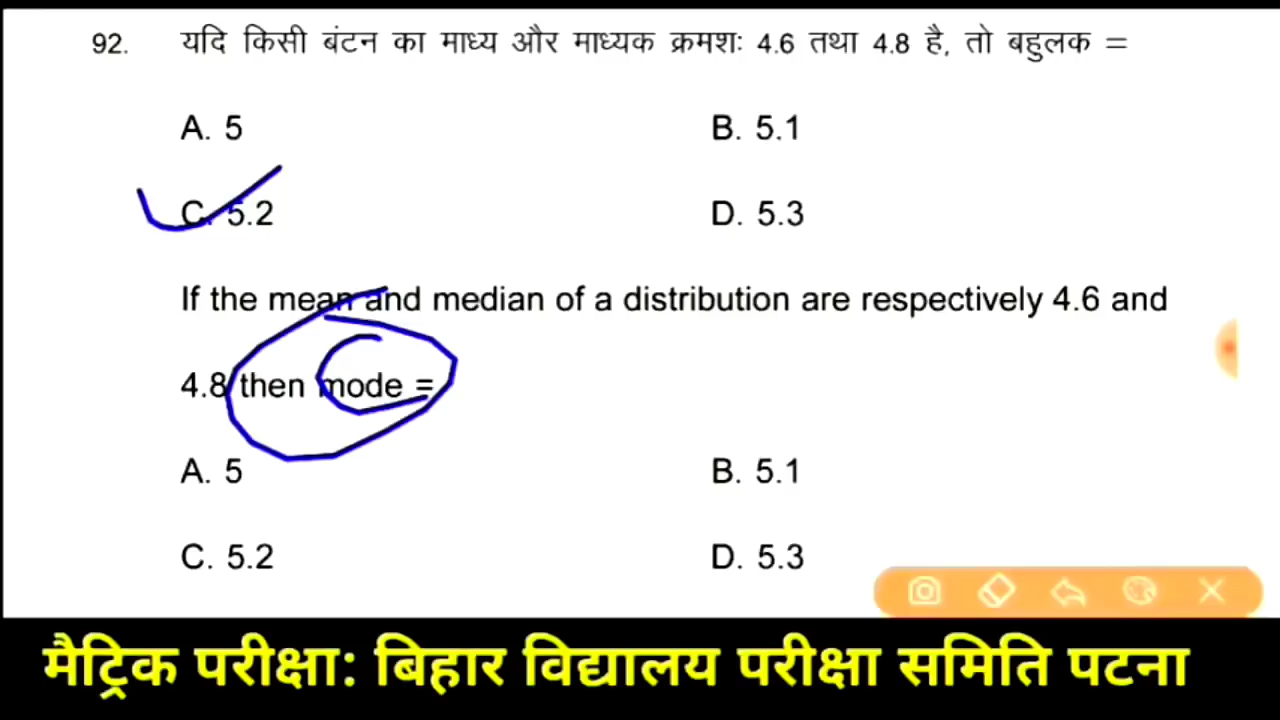 92. यदि किसी बंटन का माध्य और माध्यक क्रमशः 4.6 तथा 4.8 है, तो बहुलक =
A. 5 B. 5.1
C. 5.2 D. 5.3
If the mean and median of a distribution are respectively 4.6 and
4.8 then mode =
A. 5 B. 5.1
C. 5.2 D. 5.3
मैट्रिक परीक्षा: बिहार विद्यालय परीक्षा समिति पटना